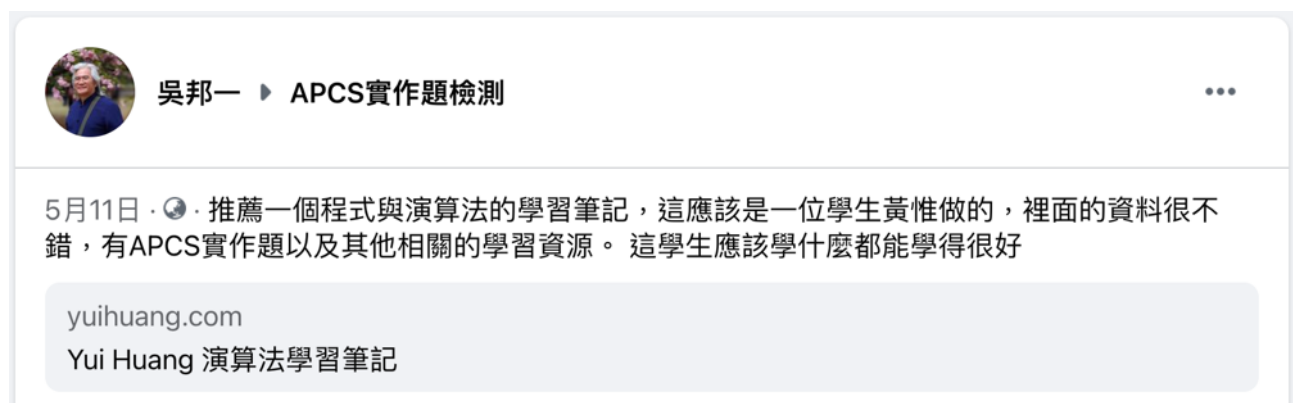 吳邦一 ▸ APCS實作題檢測
5月11日 · · 推薦一個程式與演算法的學習筆記，這應該是一位學生黃惟做的，裡面的資料很不
錯，有APCS實作題以及其他相關的學習資源。 這學生應該學什麼都能學得很好
yuihuang.com
Yui Huang 演算法學習筆記